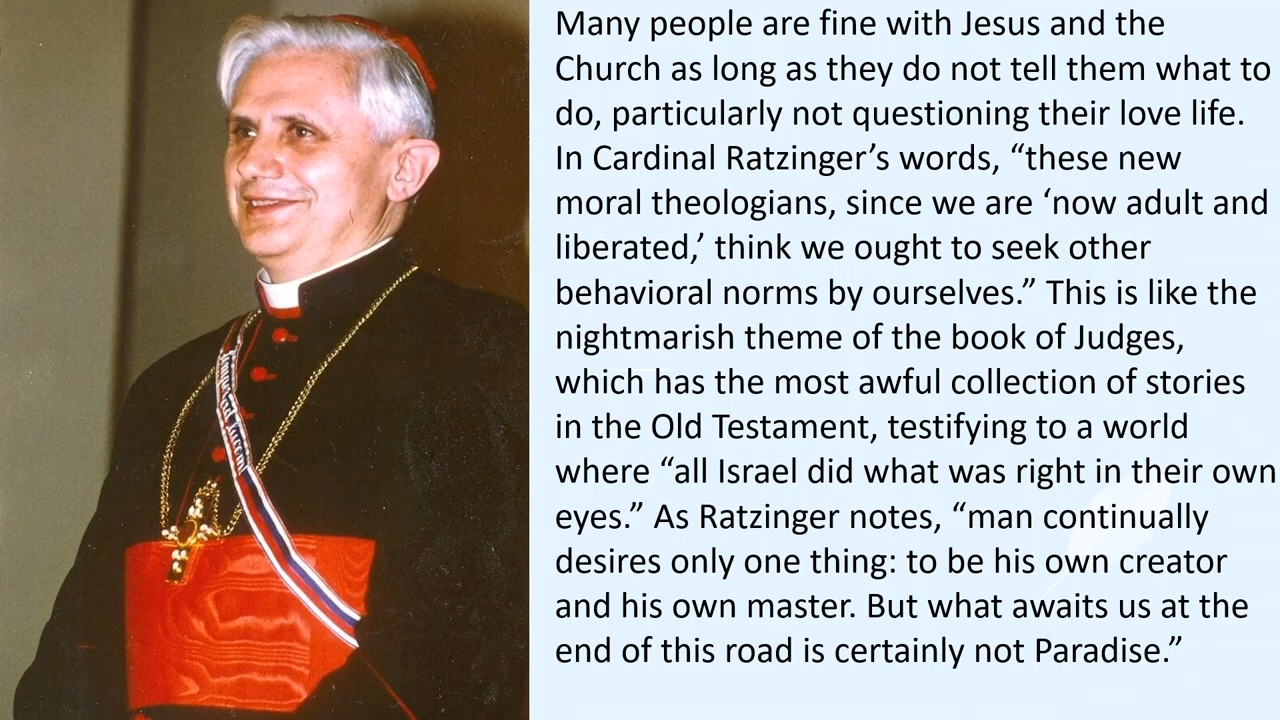 Many people are fine with Jesus and the
Church as long as they do not tell them what to
do, particularly not questioning their love life.
In Cardinal Ratzinger’s words, “these new
moral theologians, since we are ‘now adult and
liberated,’ think we ought to seek other
behavioral norms by ourselves.” This is like the
nightmarish theme of the book of Judges,
which has the most awful collection of stories
in the Old Testament, testifying to a world
where “all Israel did what was right in their own
eyes.” As Ratzinger notes, “man continually
desires only one thing: to be his own creator
and his own master. But what awaits us at the
end of this road is certainly not Paradise.”